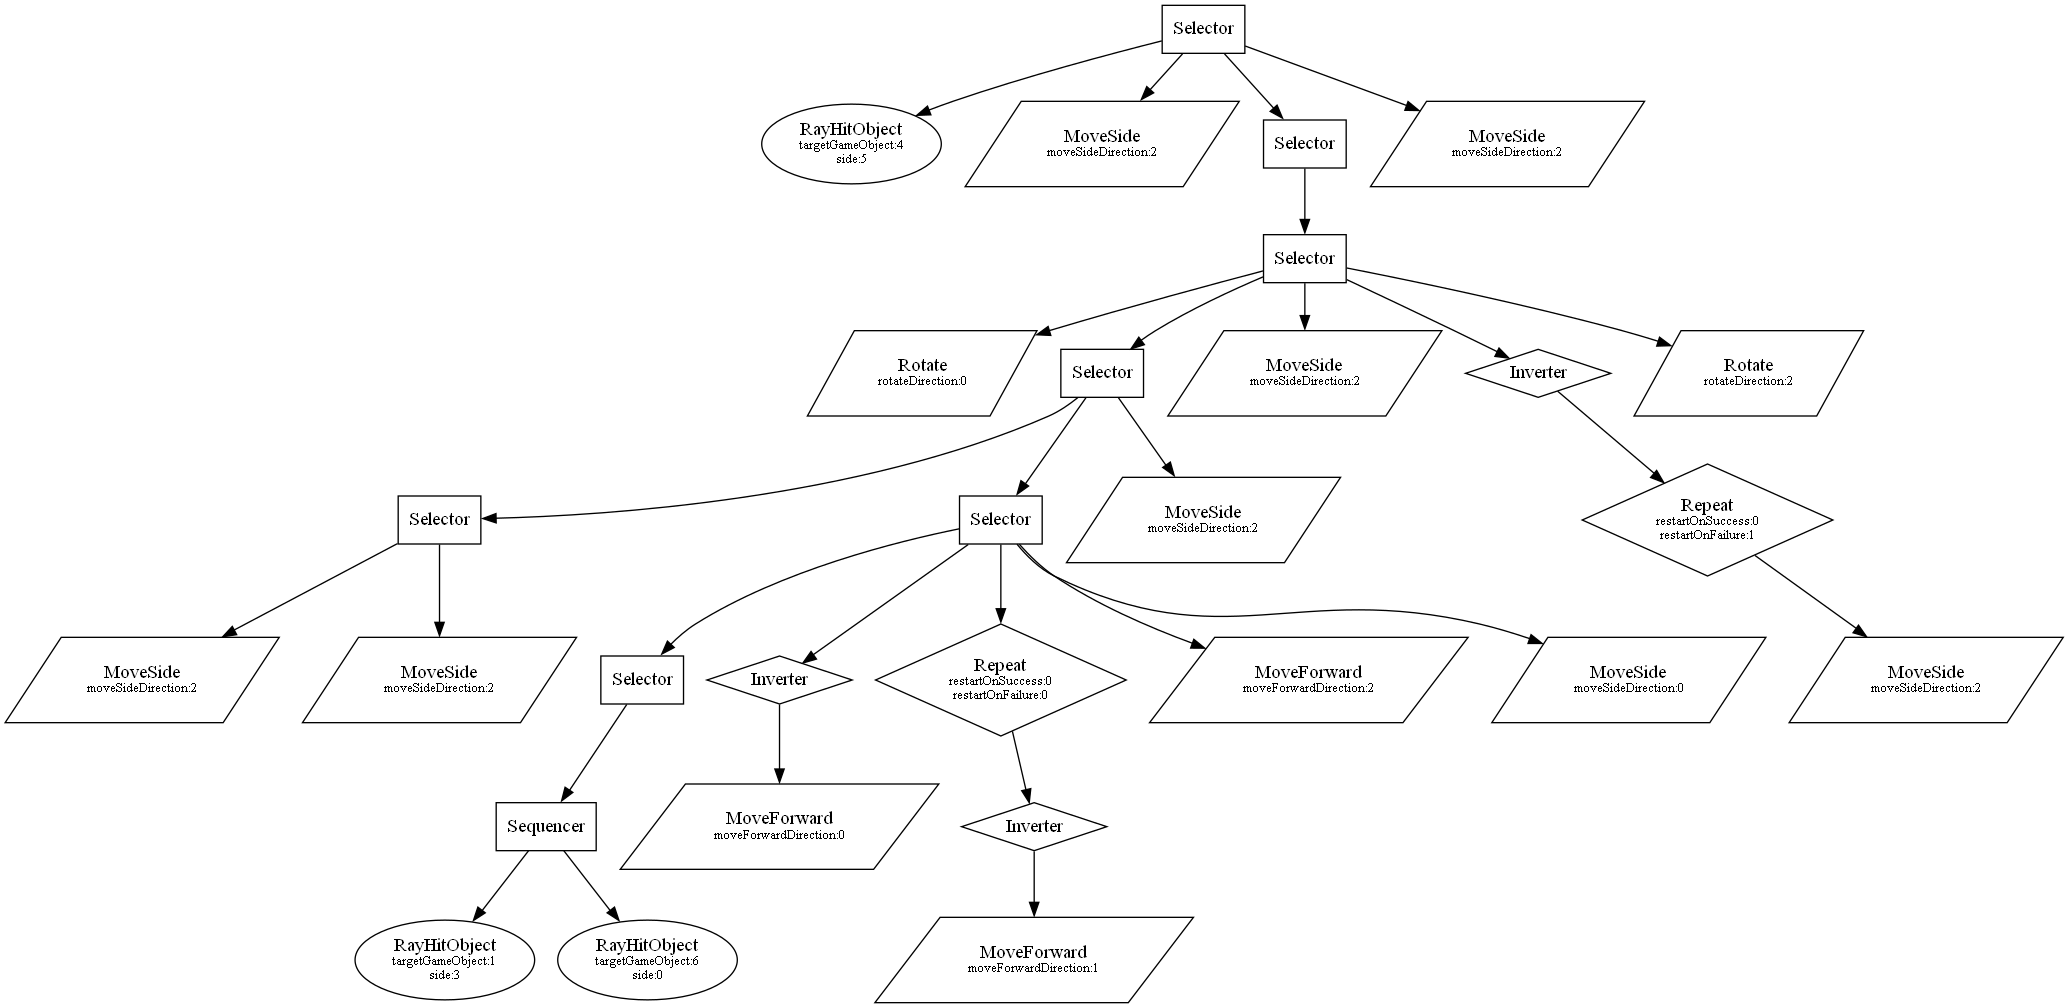 Selector
RayHitObject
targetGameObject:4
side:5
MoveSide
moveSideDirection:2
Selector
MoveSide
moveSideDirection:2
Selector
Rotate
rotateDirection:0
Selector
MoveSide
moveSideDirection:2
Inverter
Rotate
rotateDirection:2
Selector
Selector
MoveSide
moveSideDirection:2
Repeat
restartOnSuccess:0
restartOnFailure:1
MoveSide
moveSideDirection:2
MoveSide
moveSideDirection:2
Selector
Inverter
Repeat
restartOnSuccess:0
restartOnFailure:0
MoveForward
moveForwardDirection:2
MoveSide
moveSideDirection:0
MoveSide
moveSideDirection:2
Sequencer
MoveForward
moveForwardDirection:0
Inverter
RayHitObject
targetGameObject:1
side:3
RayHitObject
targetGameObject:6
side:0
MoveForward
moveForwardDirection:1